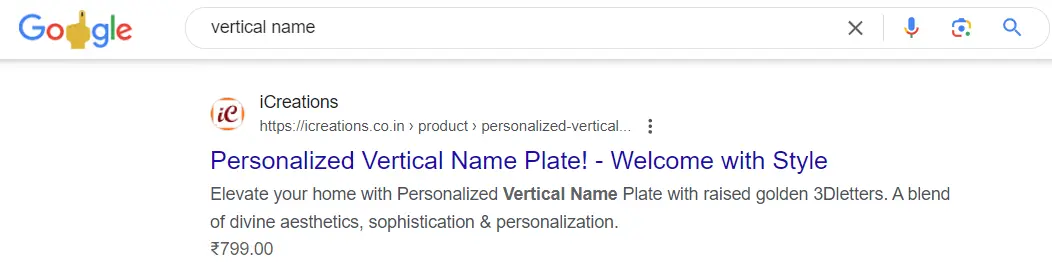 Google
vertical name
iC
iCreations
https://icreations.co.in › product › personalized-vertical...
Personalized Vertical Name Plate! - Welcome with Style
Elevate your home with Personalized Vertical Name Plate with raised golden 3Dletters. A blend
of divine aesthetics, sophistication & personalization.
₹799.00